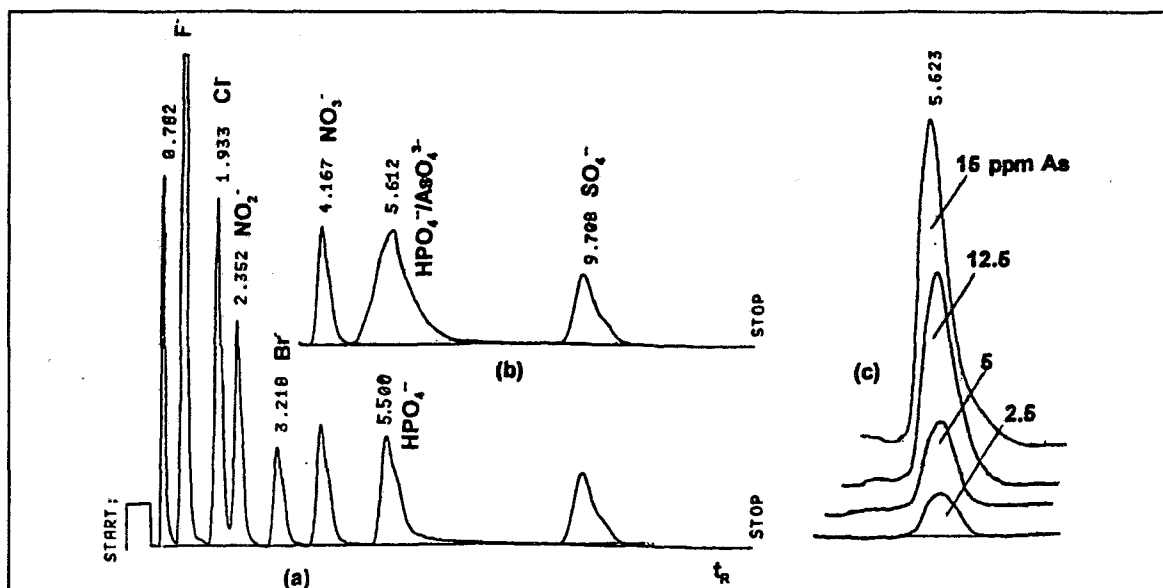 START:
0.782
F
1.933 Cl⁻
2.352 NO₂⁻
3.218 Br
5.500
HPO₄⁻
STOP
(a)
tR
4.167 NO₃⁻
5.612
HPO₄⁻/AsO₄³⁻
9.708 SO₄⁻
STOP
(b)
5.623
15 ppm As
12.5
5
2.5
(c)